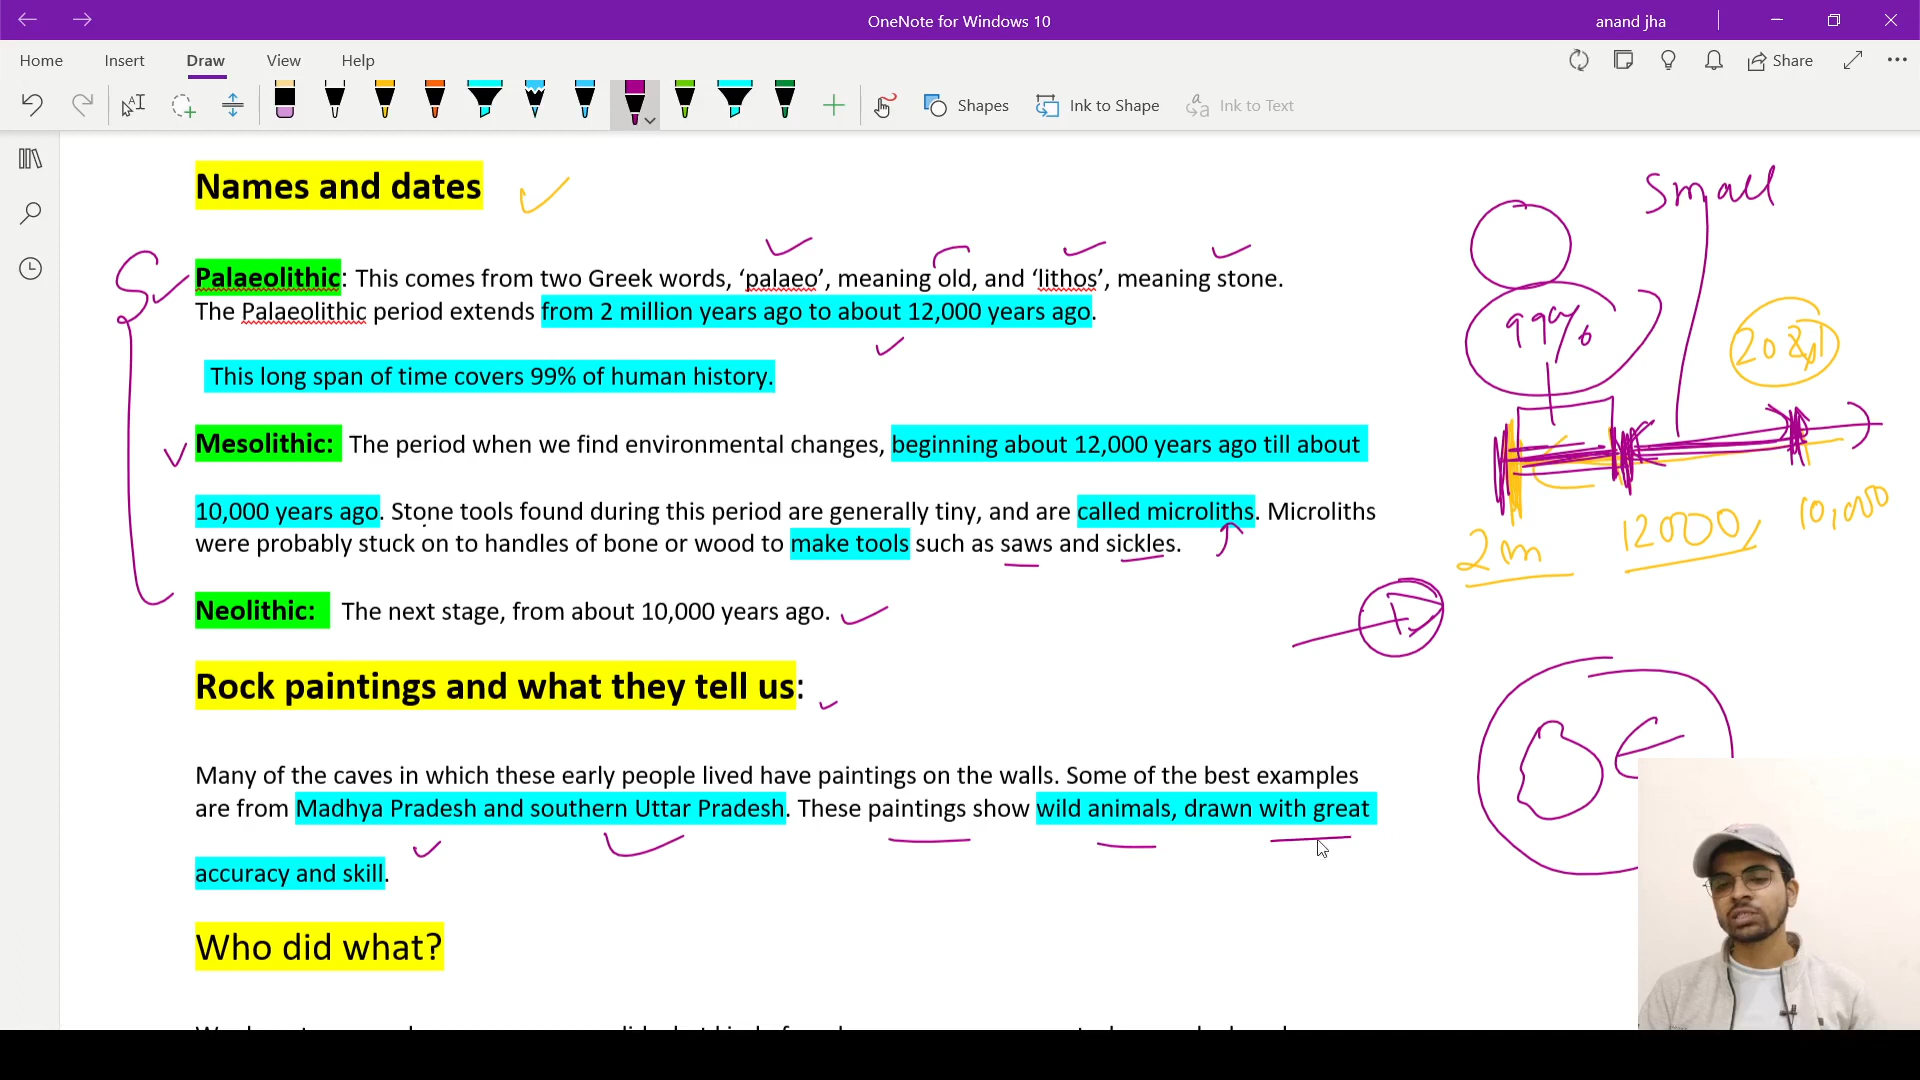 OneNote for Windows 10
anand jha
Home Insert Draw View Help
Share
Shapes Ink to Shape Ink to Text
Names and dates
Small
Palaeolithic: This comes from two Greek words, ‘palaeo’, meaning old, and ‘lithos’, meaning stone.
The Palaeolithic period extends from 2 million years ago to about 12,000 years ago.
99%
This long span of time covers 99% of human history.
Mesolithic: The period when we find environmental changes, beginning about 12,000 years ago till about
10,000 years ago. Stone tools found during this period are generally tiny, and are called microliths. Microliths
were probably stuck on to handles of bone or wood to make tools such as saws and sickles.
2m 12000 10,000
Neolithic: The next stage, from about 10,000 years ago.
Rock paintings and what they tell us:
Many of the caves in which these early people lived have paintings on the walls. Some of the best examples
are from Madhya Pradesh and southern Uttar Pradesh. These paintings show wild animals, drawn with great
accuracy and skill.
Who did what?